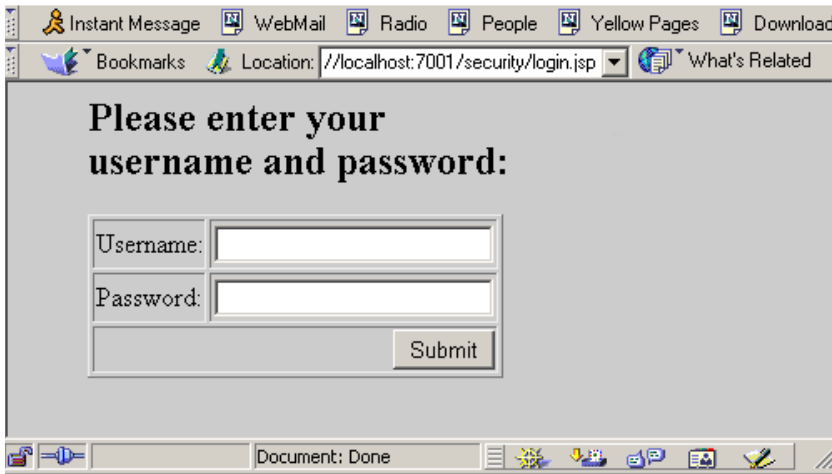 Instant Message WebMail Radio People Yellow Pages Download
Bookmarks Location: //localhost:7001/security/login.jsp What's Related
Please enter your
username and password:
Username:
Password:
Submit
Document: Done